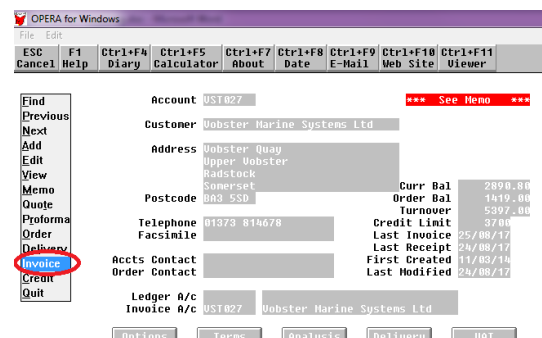 OPERA for Windows
File Edit
ESC F1 Ctrl+F4 Ctrl+F5 Ctrl+F7 Ctrl+F8 Ctrl+F9 Ctrl+F10 Ctrl+F11
Cancel Help Diary Calculator About Date E-Mail Web Site Viewer
Find Account VST027 *** See Memo ***
Previous
Next Customer Vobster Marine Systems Ltd
Add
Edit Address Vobster Quay
View Upper Vobster
Memo Radstock
Quote Somerset Curr Bal 2890.80
Proforma Postcode BA3 5SD Order Bal 1419.00
Order Turnover 5397.00
Delivery Telephone 01373 814678 Credit Limit 3700
Invoice Facsimile Last Invoice 25/08/17
Credit Last Receipt 24/08/17
Quit Accts Contact First Created 11/03/14
Order Contact Last Modified 24/08/17
Ledger A/c
Invoice A/c VST027 Vobster Marine Systems Ltd
Options Terms Analysis Delivery VAT